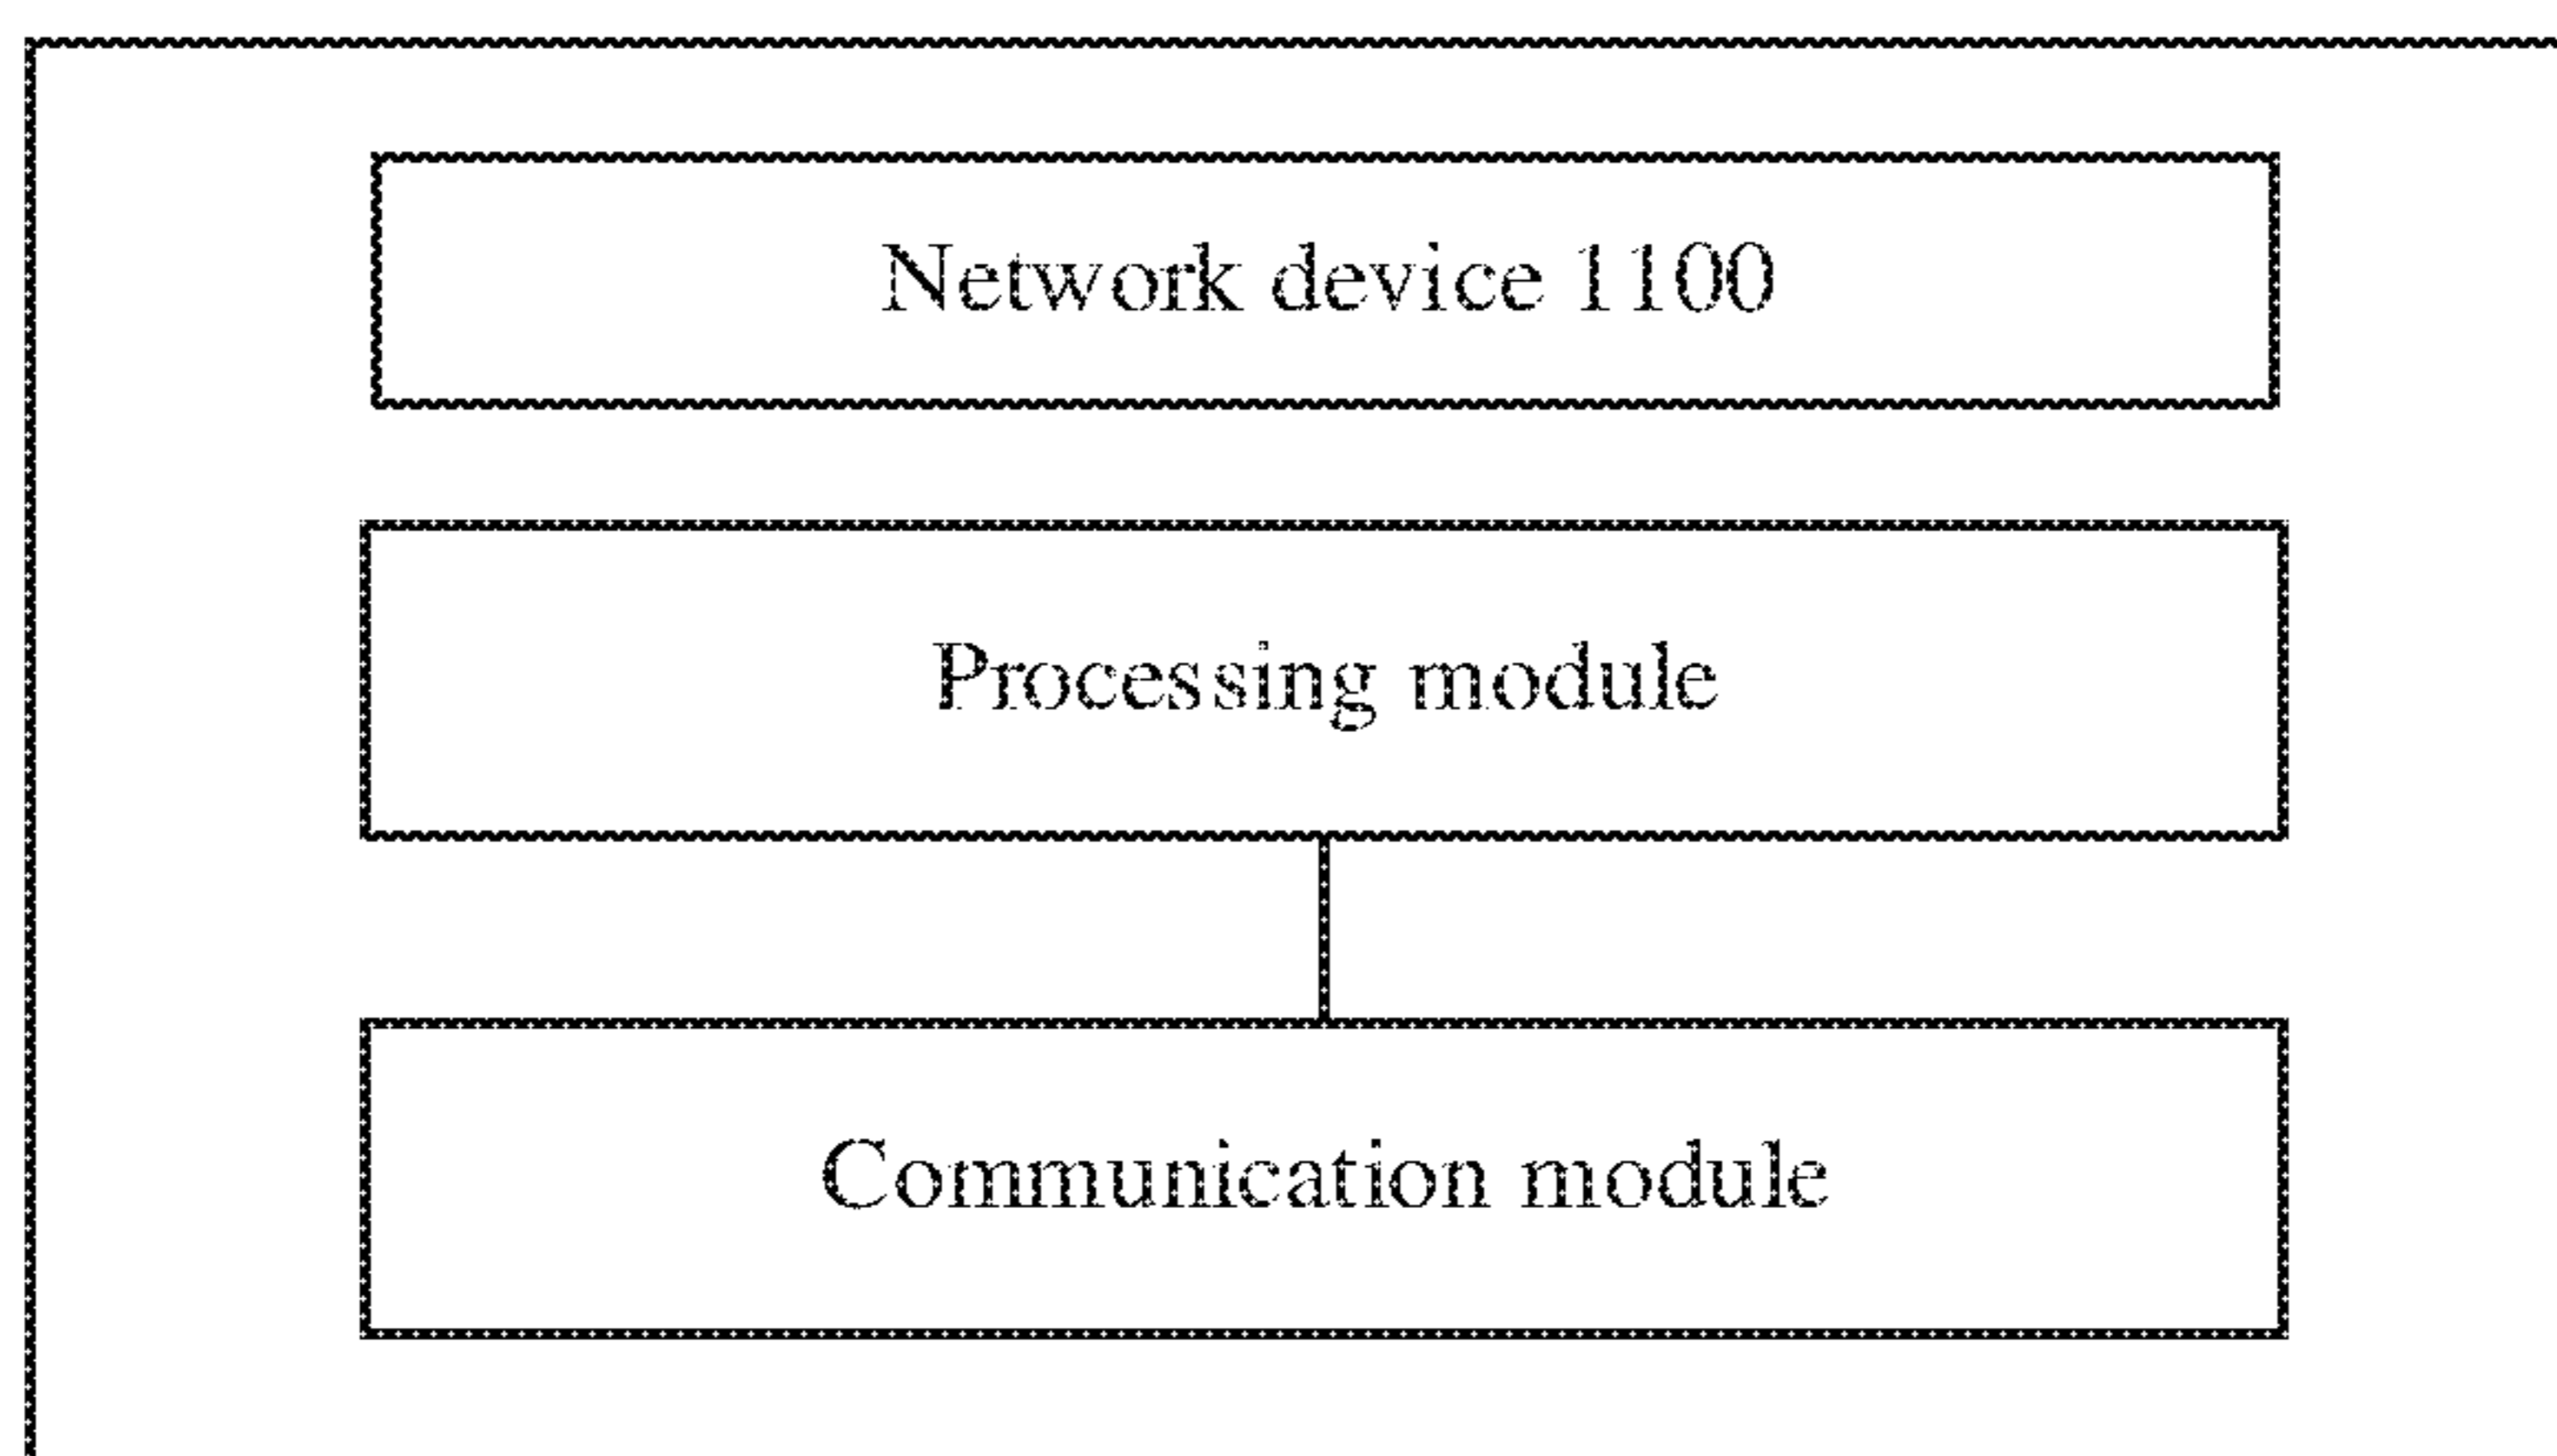 Network device 1100
Processing module
Communication module